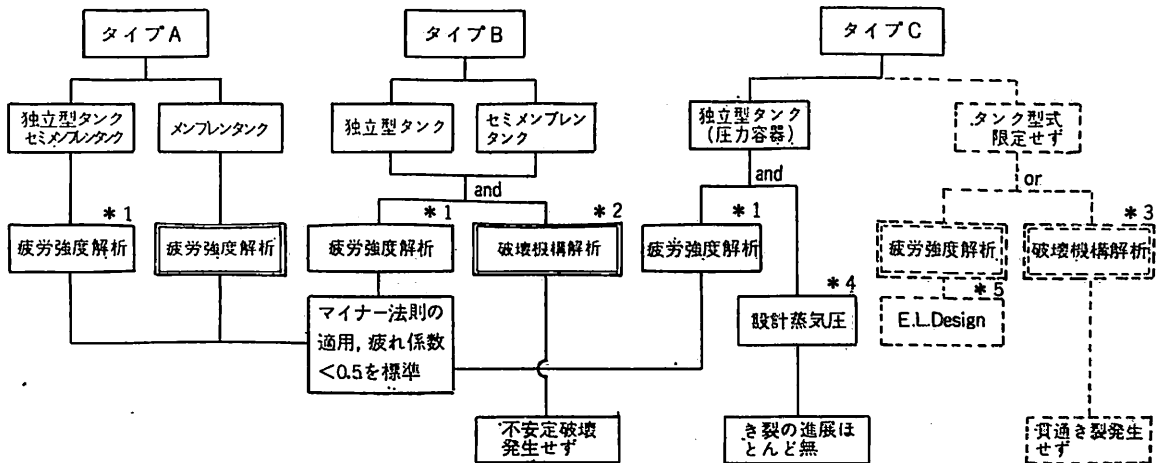 タイプA
タイプB
タイプC
独立型タンク
セミメンブレンタンク
メンブレンタンク
独立型タンク
セミメンブレン
タンク
独立型タンク
(圧力容器)
タンク型式
限定せず
and
and
or
*1
疲労強度解析
疲労強度解析
*1
疲労強度解析
*2
破壊機構解析
*1
疲労強度解析
疲労強度解析
*3
破壊機構解析
マイナー法則の
適用,疲れ係数
<0.5を標準
*4
設計蒸気圧
*5
E.L.Design
不安定破壊
発生せず
き裂の進展ほ
とんど無
貫通き裂発生
せず